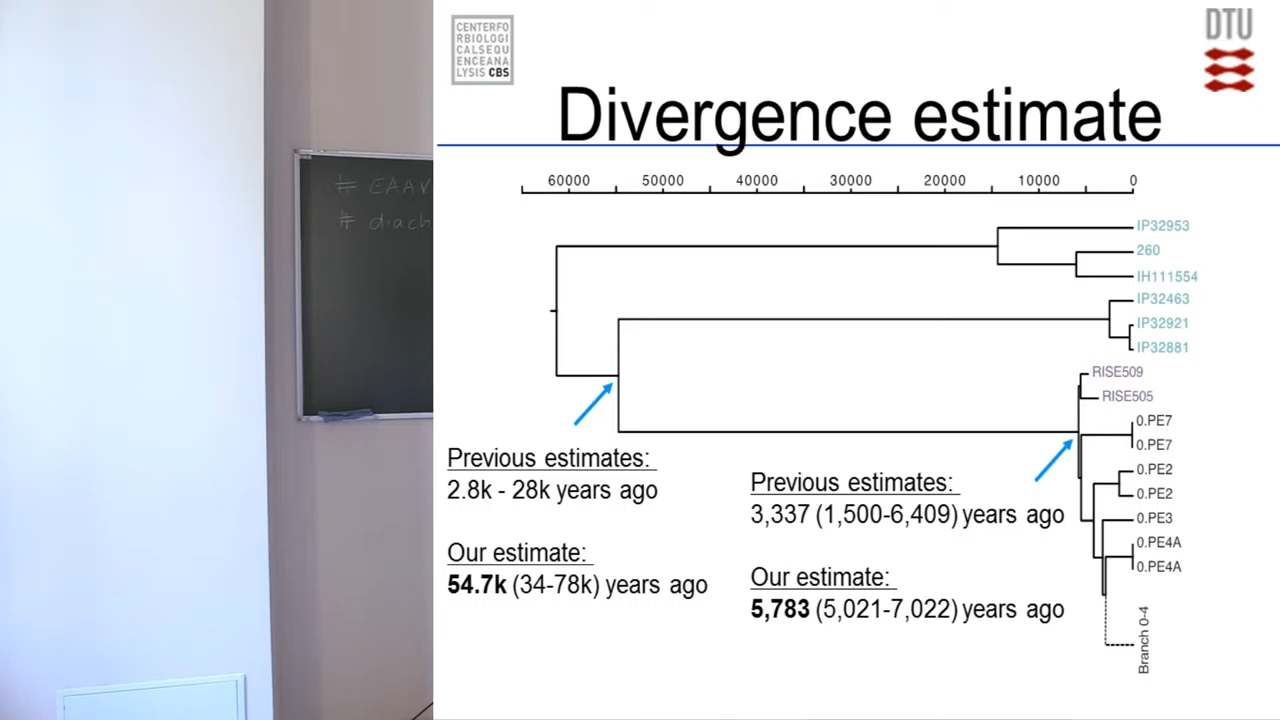 CENTERFO
RBIOLOGI
CALSEQU
ENCEANA
LYSIS CBS
DTU
Divergence estimate
# EAAV
# diach
60000 50000 40000 30000 20000 10000 0
IP32953
260
IH111554
IP32463
IP32921
IP32881
RISE509
RISE505
0.PE7
0.PE7
0.PE2
0.PE2
0.PE3
0.PE4A
0.PE4A
Branch 0-4
Previous estimates:
2.8k - 28k years ago
Our estimate:
54.7k (34-78k) years ago
Previous estimates:
3,337 (1,500-6,409) years ago
Our estimate:
5,783 (5,021-7,022) years ago